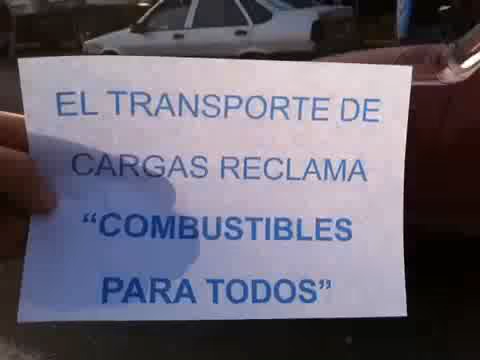 EL TRANSPORTE DE
CARGAS RECLAMA
“COMBUSTIBLES
PARA TODOS”